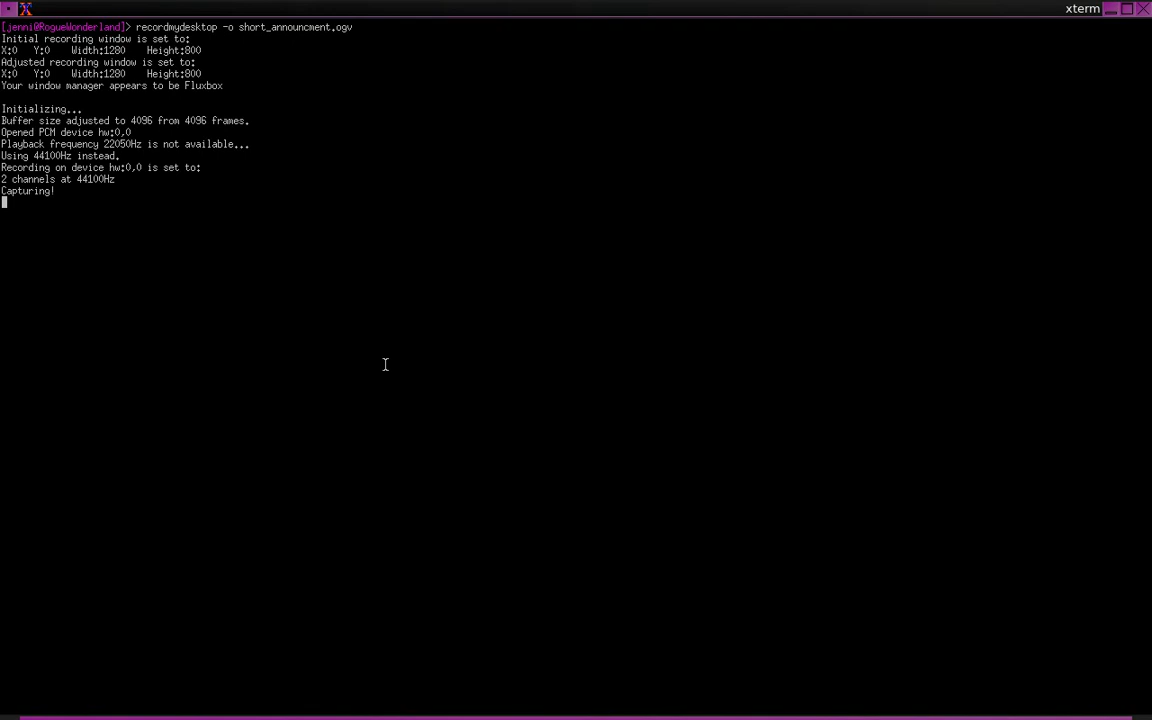 xterm
[jenni@RogueWonderland]> recordmydesktop -o short_announcment.ogv
Initial recording window is set to:
X:0   Y:0    Width:1280    Height:800
Adjusted recording window is set to:
X:0   Y:0    Width:1280    Height:800
Your window manager appears to be Fluxbox

Initializing...
Buffer size adjusted to 4096 from 4096 frames.
Opened PCM device hw:0,0
Playback frequency 22050Hz is not available...
Using 44100Hz instead.
Recording on device hw:0,0 is set to:
2 channels at 44100Hz
Capturing!